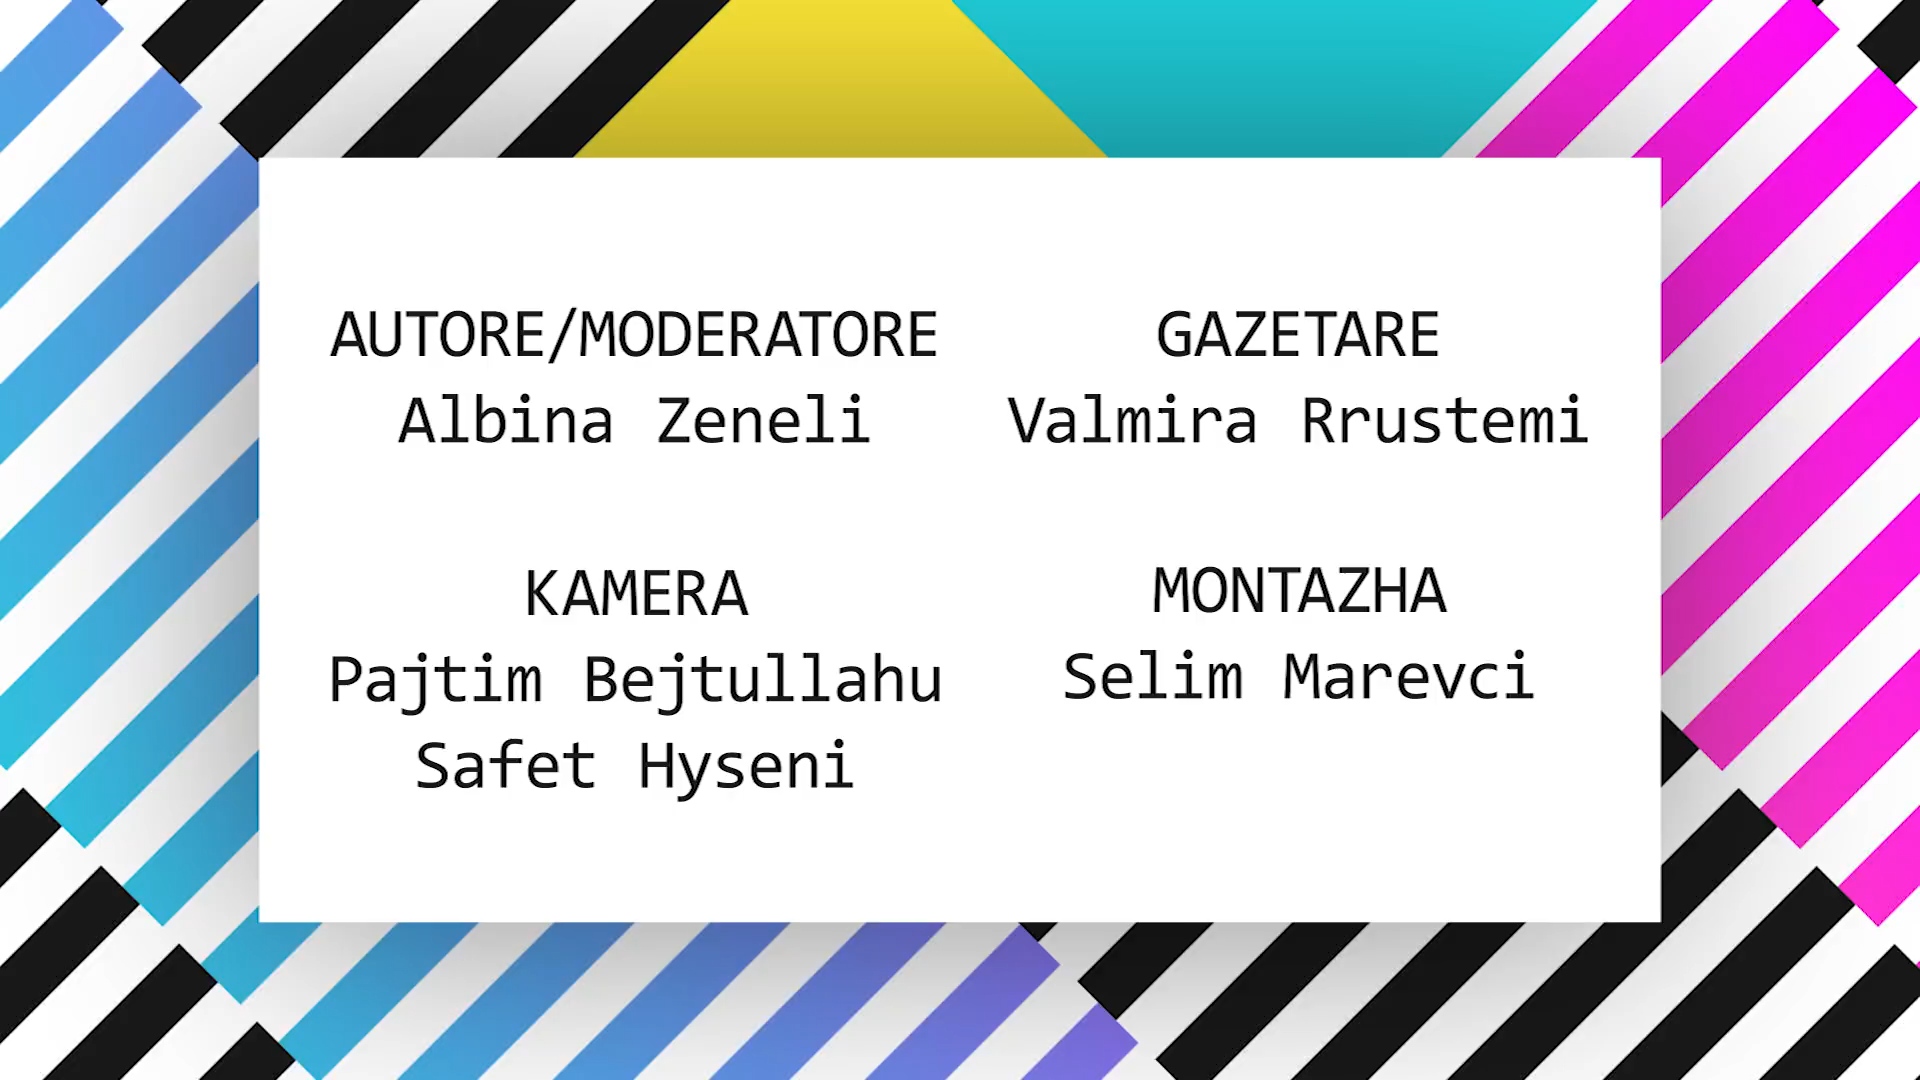 AUTORE/MODERATORE
Albina Zeneli
GAZETARE
Valmira Rrustemi
KAMERA
Pajtim Bejtullahu
Safet Hyseni
MONTAZHA
Selim Marevci